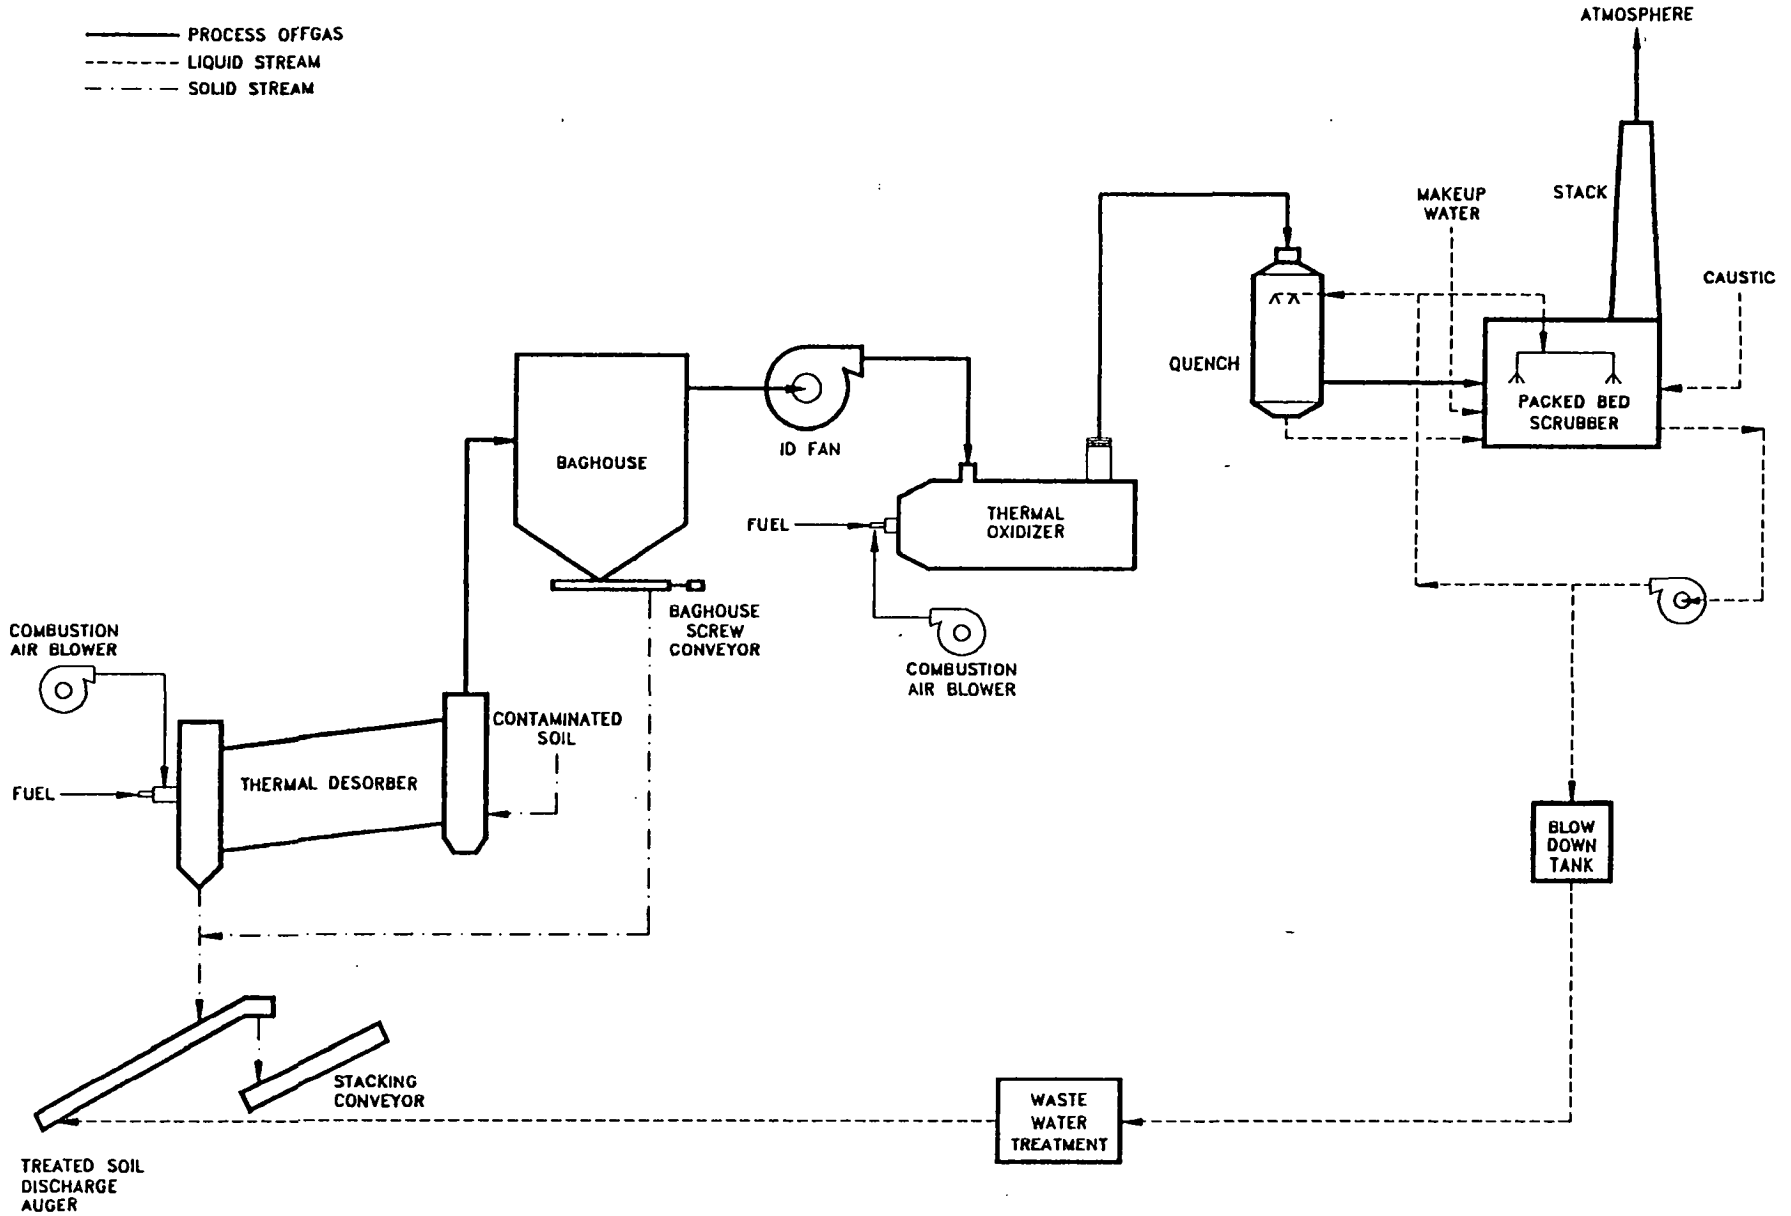 PROCESS OFFGAS
LIQUID STREAM
SOLID STREAM
ATMOSPHERE
STACK
MAKEUP
WATER
CAUSTIC
QUENCH
PACKED BED
SCRUBBER
ID FAN
BAGHOUSE
THERMAL
OXIDIZER
FUEL
BAGHOUSE
SCREW
CONVEYOR
COMBUSTION
AIR BLOWER
COMBUSTION
AIR BLOWER
CONTAMINATED
SOIL
THERMAL DESORBER
FUEL
BLOW
DOWN
TANK
STACKING
CONVEYOR
WASTE
WATER
TREATMENT
TREATED SOIL
DISCHARGE
AUGER